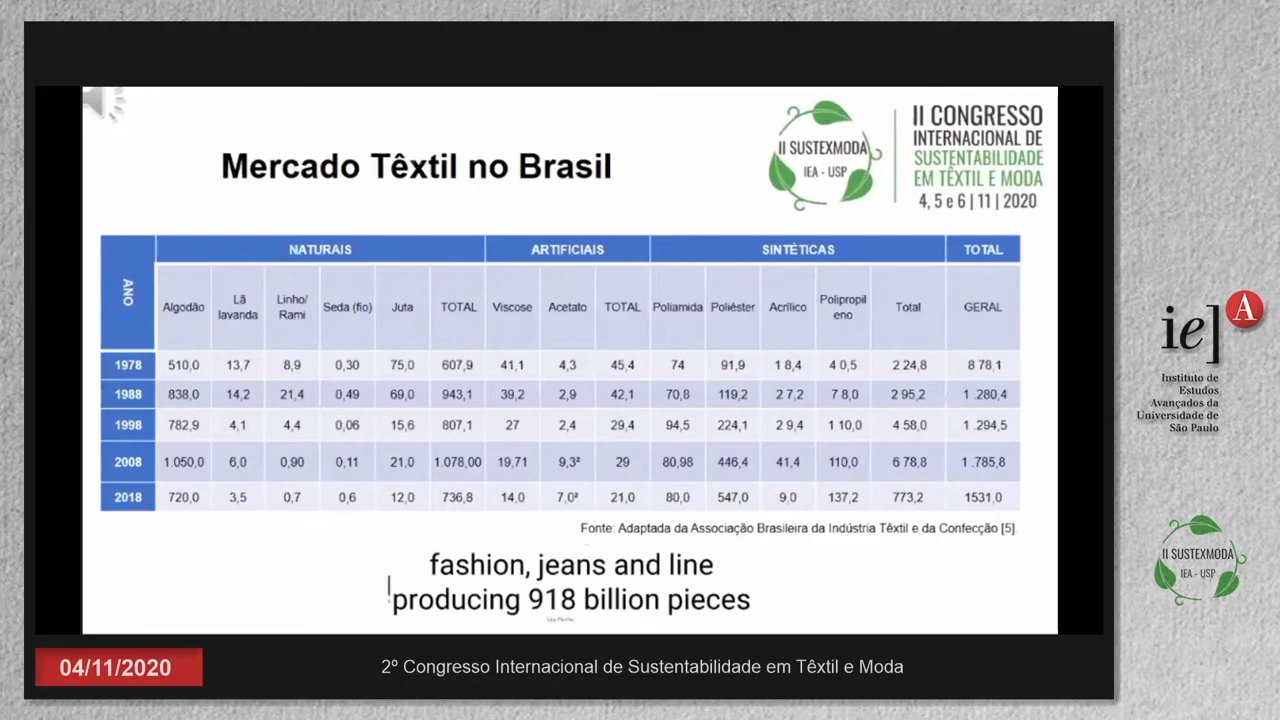 II SUSTEXMODA
IEA - USP
II CONGRESSO
INTERNACIONAL DE
SUSTENTABILIDADE
EM TÊXTIL E MODA
4, 5 e 6 | 11 | 2020
Mercado Têxtil no Brasil
ANO NATURAIS ARTIFICIAIS SINTÉTICAS TOTAL
Algodão Lã lavanda Linho/ Rami Seda (fio) Juta TOTAL Viscose Acetato TOTAL Poliamida Poliéster Acrílico Polipropil eno Total GERAL
1978 510,0 13,7 8,9 0,30 75,0 607,9 41,1 4,3 45,4 74 91,9 1 8,4 4 0,5 2 24,8 8 78,1
1988 838,0 14,2 21,4 0,49 69,0 943,1 39,2 2,9 42,1 70,8 119,2 2 7,2 7 8,0 2 95,2 1 .280,4
1998 782,9 4,1 4,4 0,06 15,6 807,1 27 2,4 29,4 94,5 224,1 2 9,4 1 10,0 4 58,0 1 .294,5
2008 1.050,0 6,0 0,90 0,11 21,0 1.078,00 19,71 9,3² 29 80,98 446,4 41,4 110,0 6 78,8 1 .785,8
2018 720,0 3,5 0,7 0,6 12,0 736,8 14,0 7,0² 21,0 80,0 547,0 9,0 137,2 773,2 1531,0
Fonte: Adaptada da Associação Brasileira da Indústria Têxtil e da Confecção [5].
fashion, jeans and line
producing 918 billion pieces
04/11/2020
2º Congresso Internacional de Sustentabilidade em Têxtil e Moda
ie] A
Instituto de
Estudos
Avançados da
Universidade de
São Paulo
II SUSTEXMODA
IEA - USP